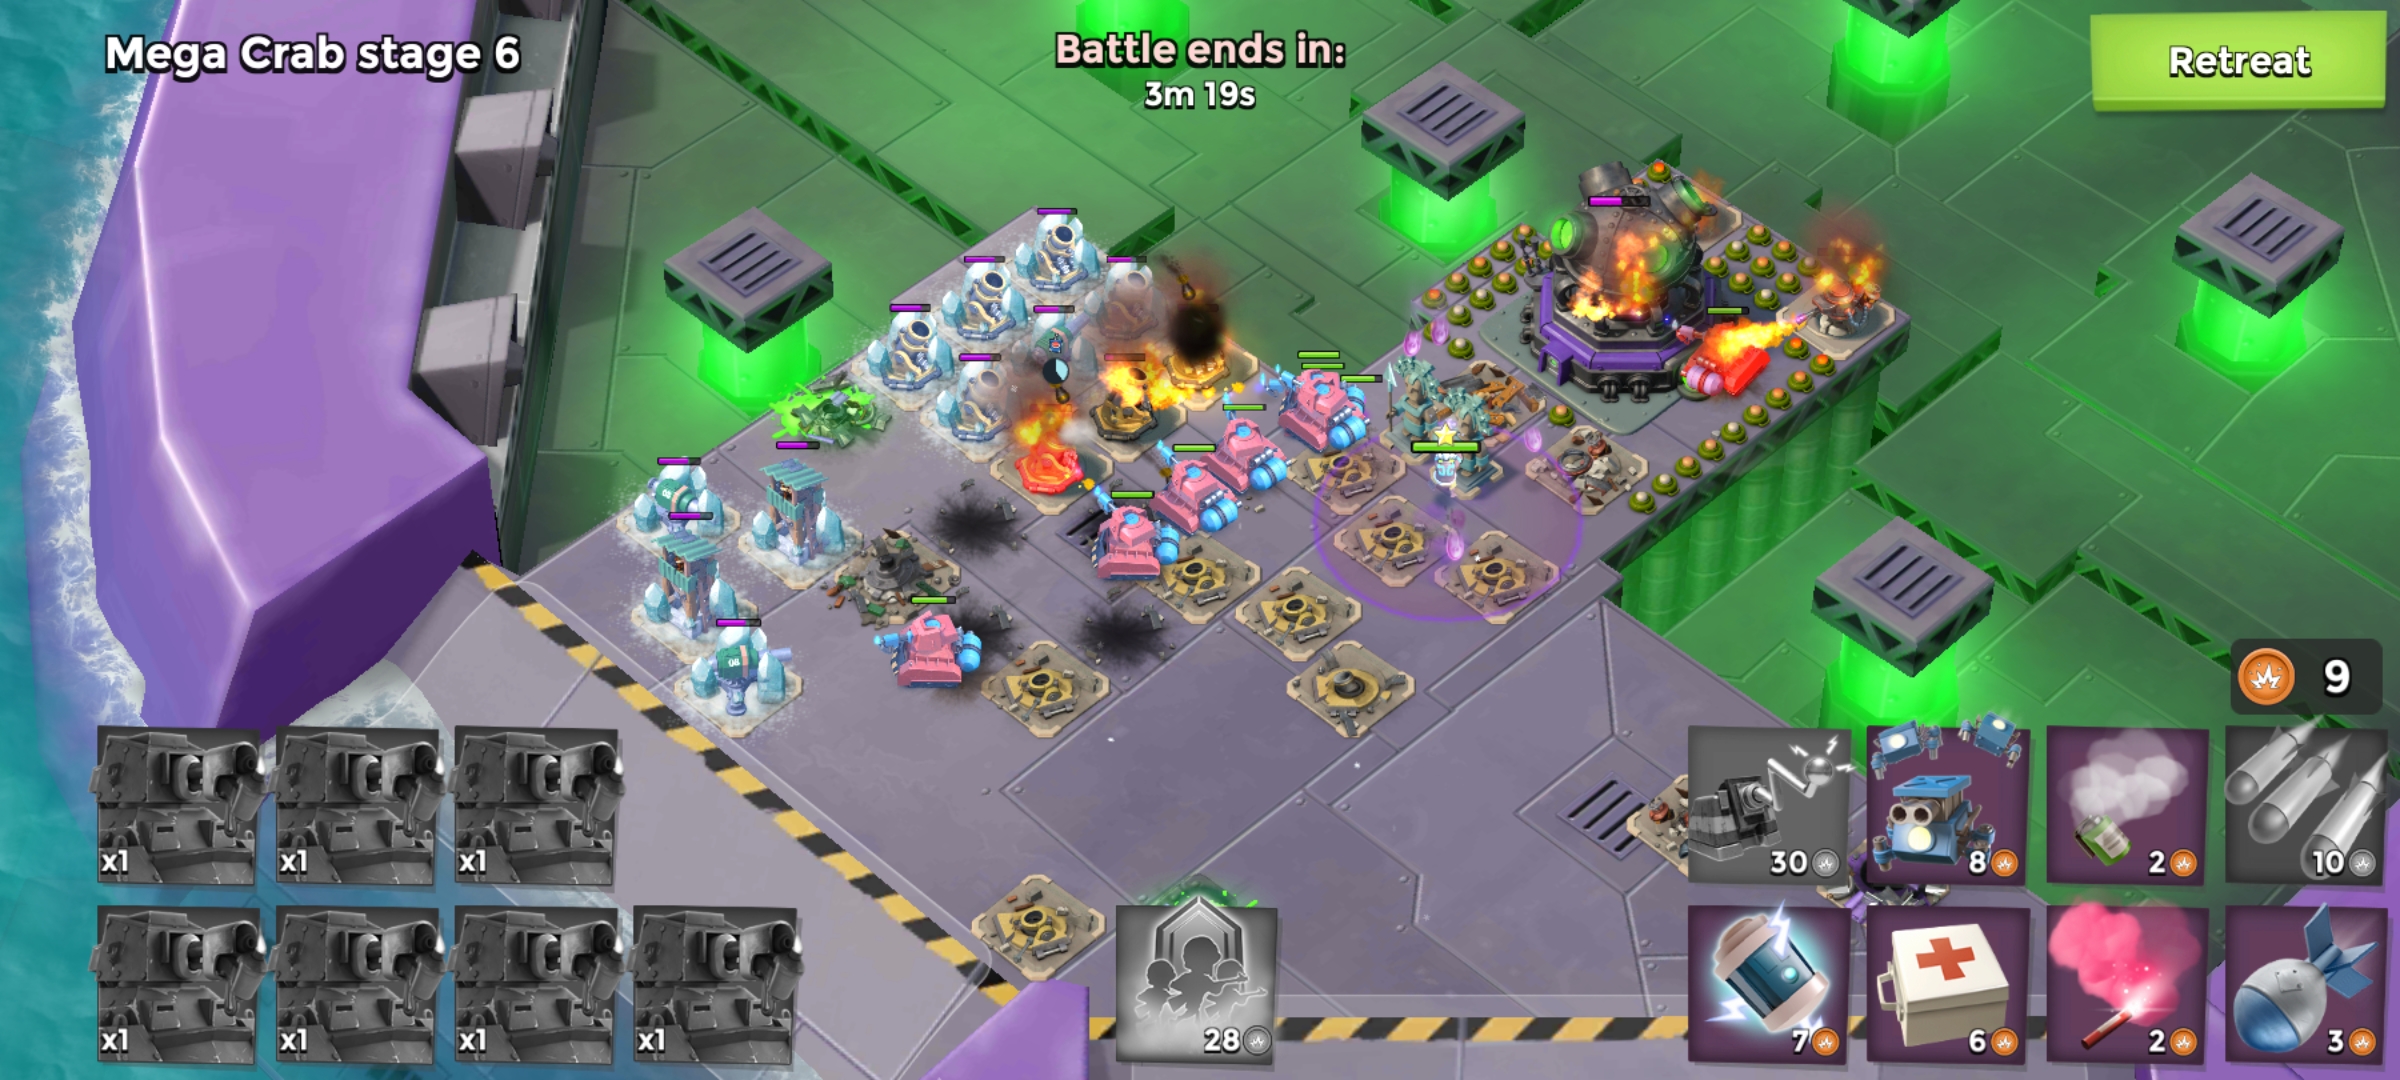 Mega Crab stage 6
Battle ends in:
3m 19s
Retreat
9
30
8
2
10
x1
x1
x1
x1
x1
x1
x1
28
7
6
2
3